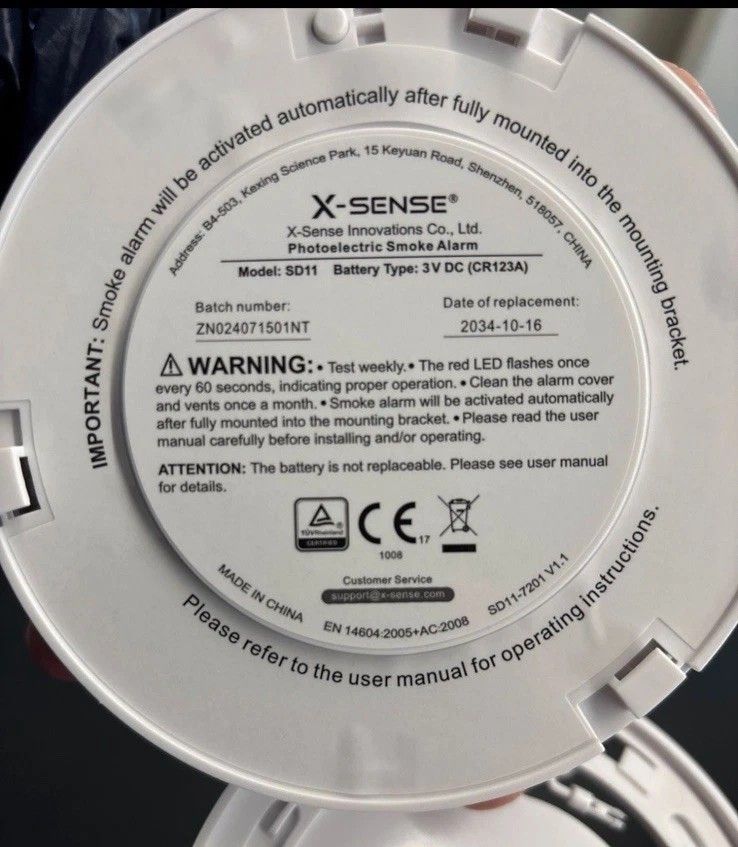 IMPORTANT: Smoke alarm will be activated automatically after fully mounted into the mounting bracket.
Address: B4-503, Kexing Science Park, 15 Keyuan Road, Shenzhen, 518057, CHINA
X-SENSE®
X-Sense Innovations Co., Ltd.
Photoelectric Smoke Alarm
Model: SD11 Battery Type: 3V DC (CR123A)
Batch number:
ZN024071501NT
Date of replacement:
2034-10-16
WARNING: • Test weekly. • The red LED flashes once
every 60 seconds, indicating proper operation. • Clean the alarm cover
and vents once a month. • Smoke alarm will be activated automatically
after fully mounted into the mounting bracket. • Please read the user
manual carefully before installing and/or operating.
ATTENTION: The battery is not replaceable. Please see user manual
for details.
TÜVRheinland
CERTIFIED
CE 17
1008
Customer Service
support@x-sense.com
MADE IN CHINA
EN 14604:2005+AC:2008
SD11-7201 V1.1
Please refer to the user manual for operating instructions.